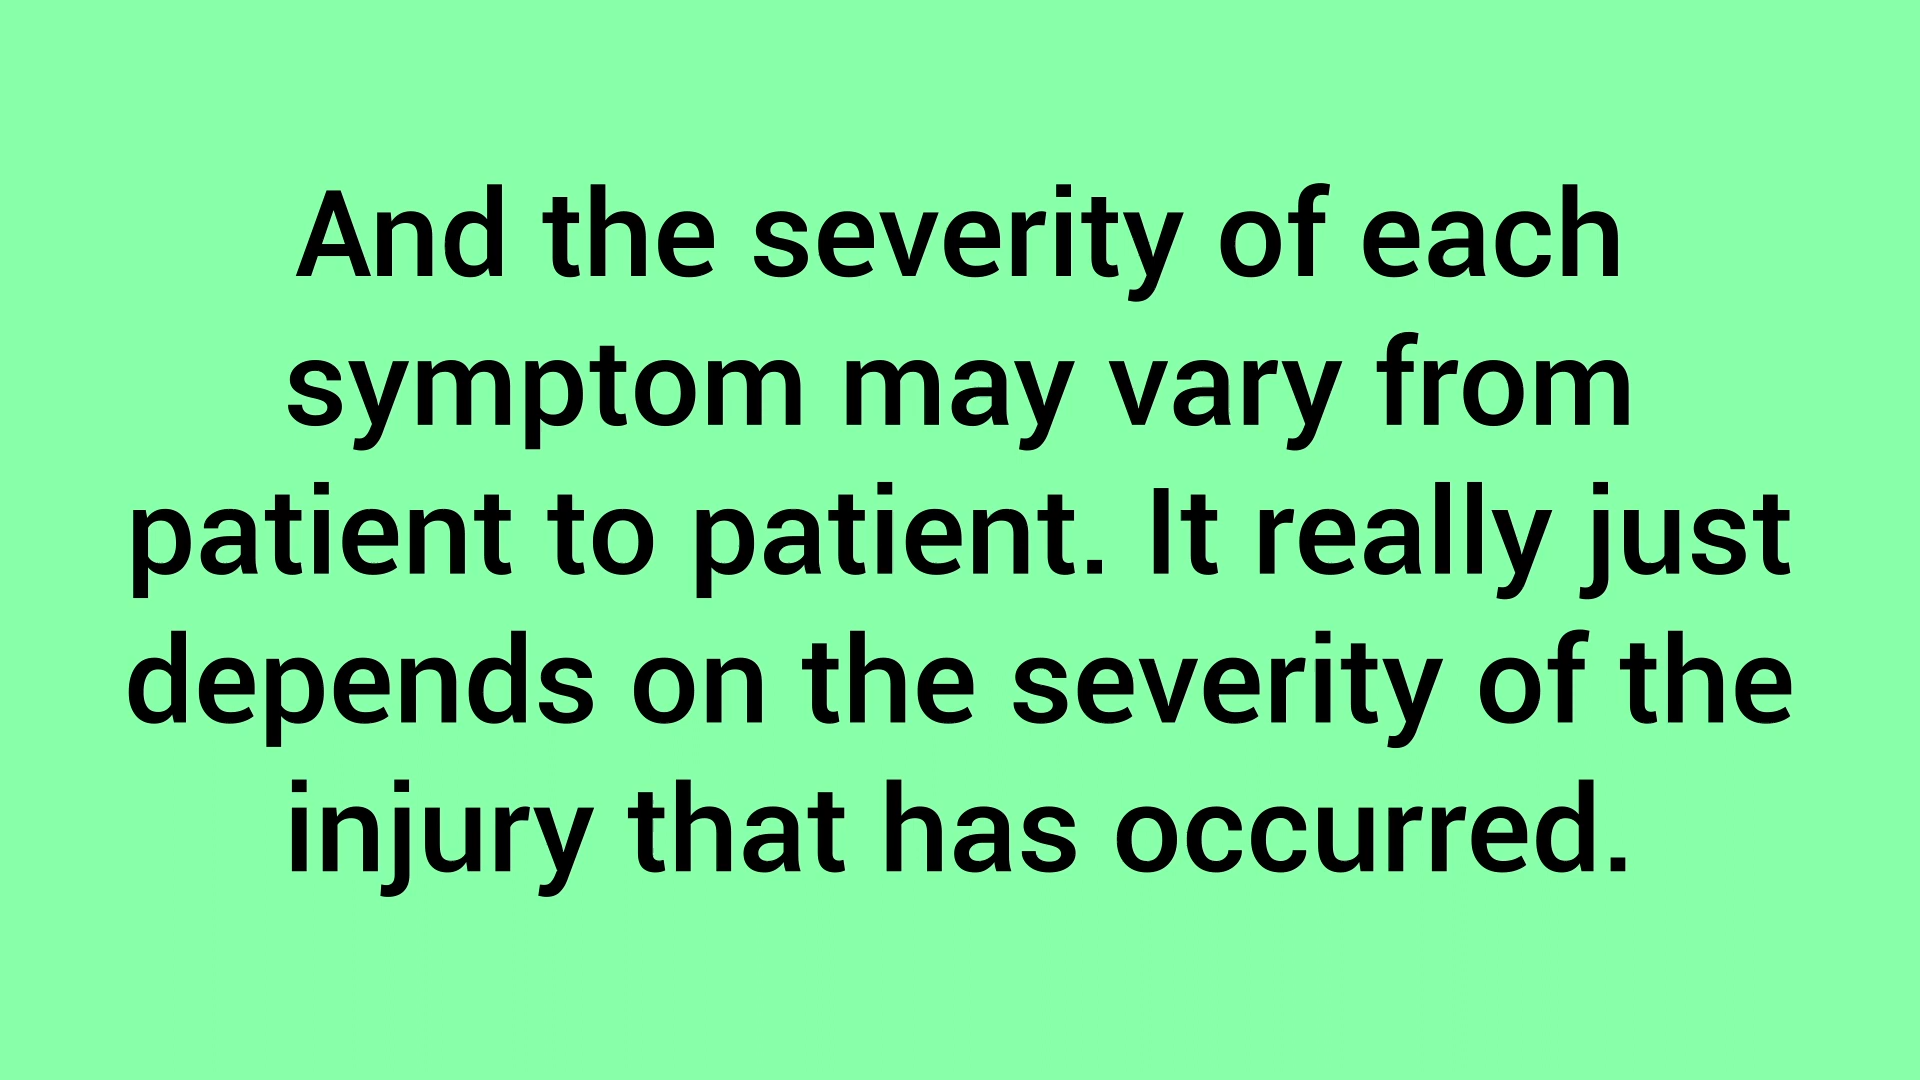 And the severity of each
symptom may vary from
patient to patient. It really just
depends on the severity of the
injury that has occurred.